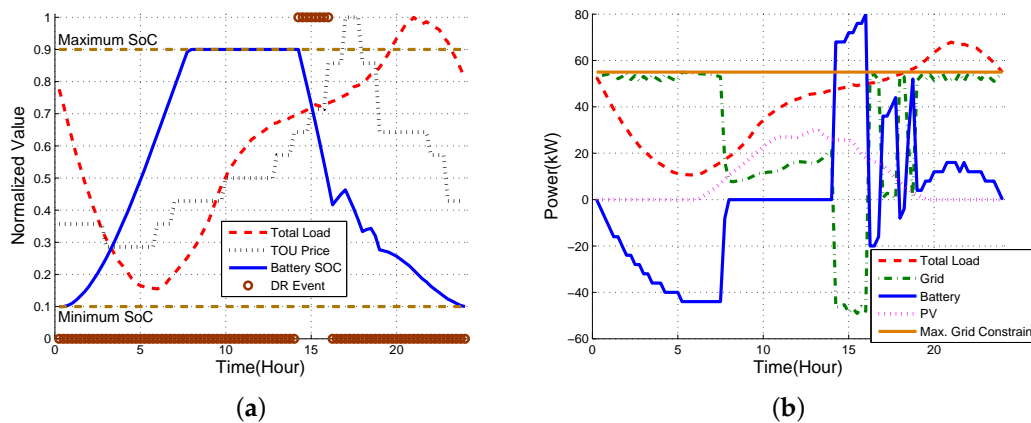 Maximum SoC
Minimum SoC
Normalized Value
1
0.9
0.8
0.7
0.6
0.5
0.4
0.3
0.2
0.1
0
Total Load
TOU Price
Battery SOC
DR Event
0
5
10
15
20
Time(Hour)
(a)
Power(kW)
80
60
40
20
0
−20
−40
−60
Total Load
Grid
Battery
PV
Max. Grid Constrain
0
5
10
15
20
Time(Hour)
(b)